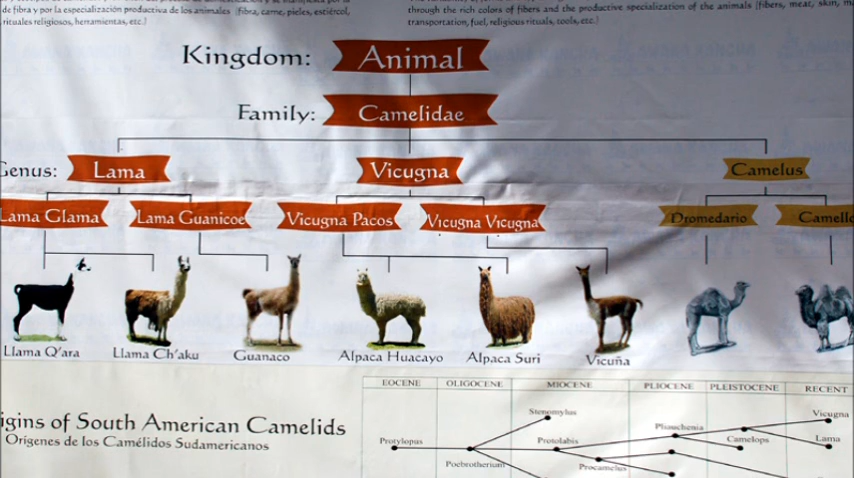 de fibra y por la especialización productiva de los animales (fibra, carne, pieles, estiércol,
rituales religiosos, herramientas, etc.)
through the rich colors of fibers and the productive specialization of the animals (fibers, meat, skin,
transportation, fuel, religious rituals, tools, etc.)
Kingdom: Animal
Family: Camelidae
Genus: Lama Vicugna Camelus
Lama Glama Lama Guanicoe Vicugna Pacos Vicugna Vicugna Dromedario Camello
Llama Q'ara Llama Ch'aku Guanaco Alpaca Huacayo Alpaca Suri Vicuña
EOCENE OLIGOCENE MIOCENE PLIOCENE PLEISTOCENE RECENT
igins of South American Camelids
Orígenes de los Camélidos Sudamericanos
Stenomylus
Vicugna
Pliauchenia
Protylopus
Protolabis
Camelops
Lama
Poebrotherium
Procamelus